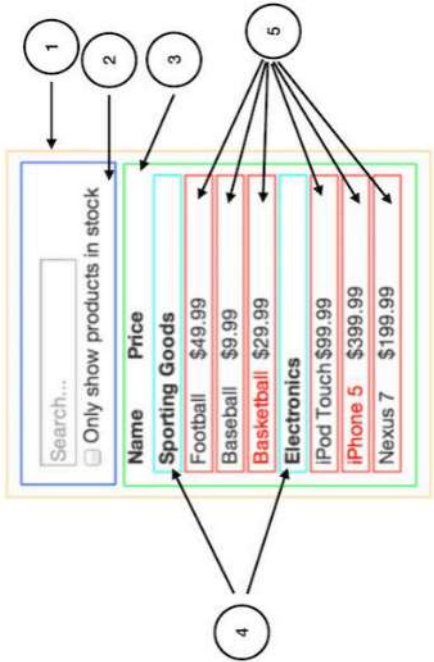 1
2
3
5
Search...
Only show products in stock
Name Price
Sporting Goods
Football $49.99
Baseball $9.99
Basketball $29.99
Electronics
iPod Touch $99.99
iPhone 5 $399.99
Nexus 7 $199.99
4